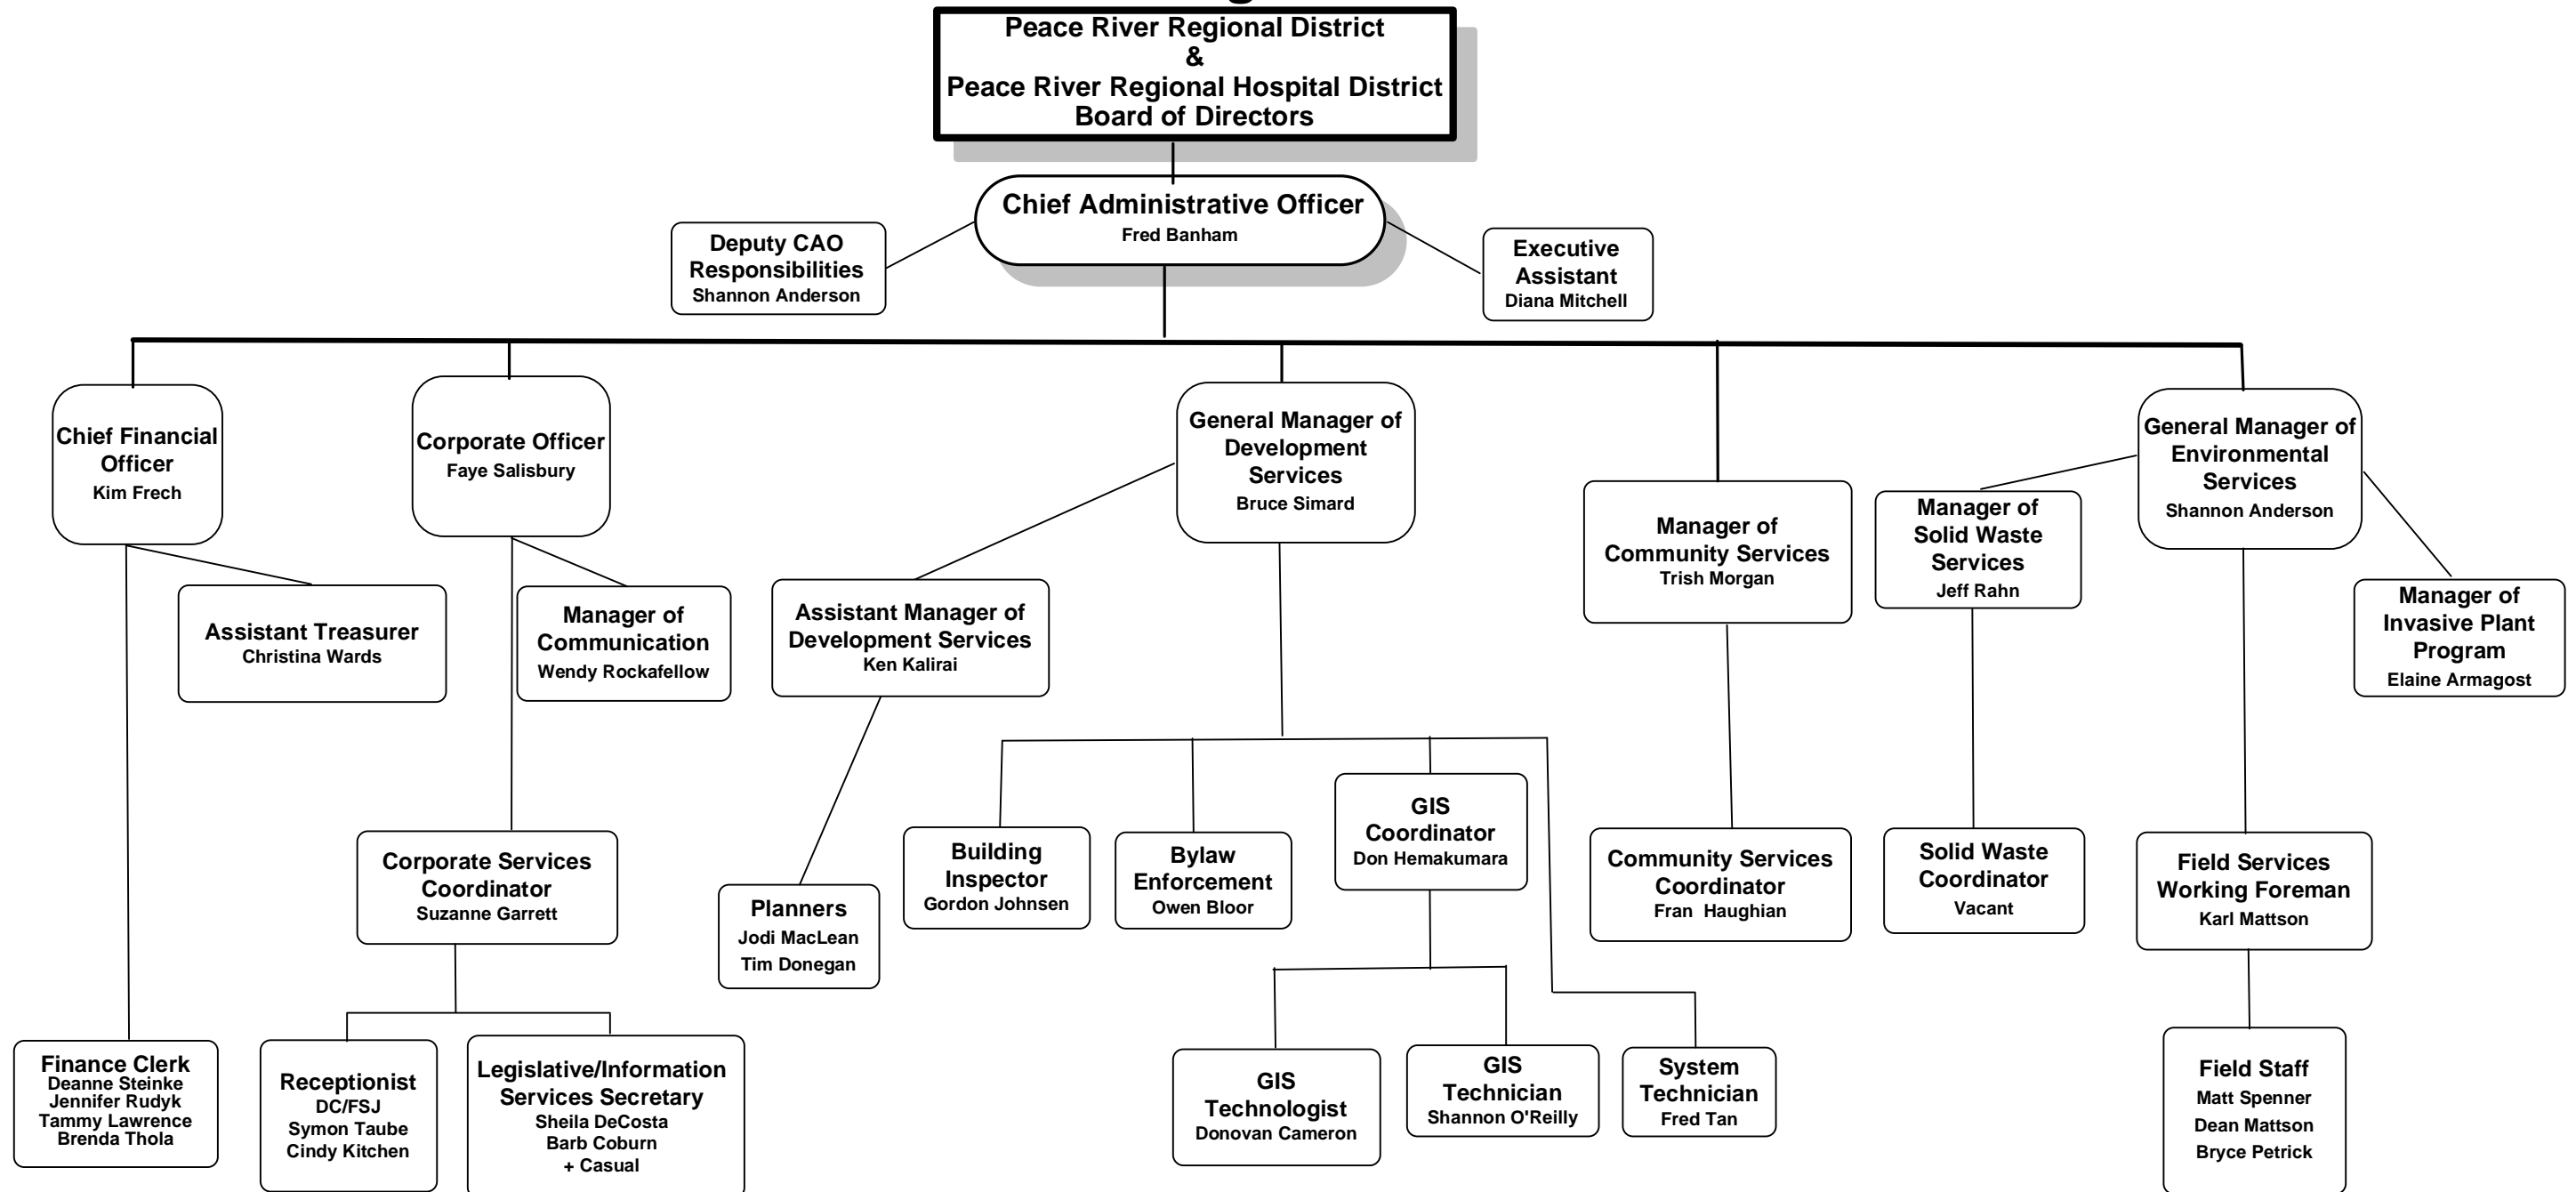 Peace River Regional District
&
Peace River Regional Hospital District
Board of Directors
Chief Administrative Officer
Fred Banham
Deputy CAO
Responsibilities
Shannon Anderson
Executive
Assistant
Diana Mitchell
Chief Financial
Officer
Kim Frech
Corporate Officer
Faye Salisbury
General Manager of
Development
Services
Bruce Simard
Manager of
Community Services
Trish Morgan
Manager of
Solid Waste
Services
Jeff Rahn
General Manager of
Environmental
Services
Shannon Anderson
Assistant Treasurer
Christina Wards
Manager of
Communication
Wendy Rockafellow
Assistant Manager of
Development Services
Ken Kalirai
Manager of
Invasive Plant
Program
Elaine Armagost
Corporate Services
Coordinator
Suzanne Garrett
Planners
Jodi MacLean
Tim Donegan
Building
Inspector
Gordon Johnsen
Bylaw
Enforcement
Owen Bloor
GIS
Coordinator
Don Hemakumara
Community Services
Coordinator
Fran  Haughian
Solid Waste
Coordinator
Vacant
Field Services
Working Foreman
Karl Mattson
Finance Clerk
Deanne Steinke
Jennifer Rudyk
Tammy Lawrence
Brenda Thola
Receptionist
DC/FSJ
Symon Taube
Cindy Kitchen
Legislative/Information
Services Secretary
Sheila DeCosta
Barb Coburn
+ Casual
GIS
Technologist
Donovan Cameron
GIS
Technician
Shannon O'Reilly
System
Technician
Fred Tan
Field Staff
Matt Spenner
Dean Mattson
Bryce Petrick